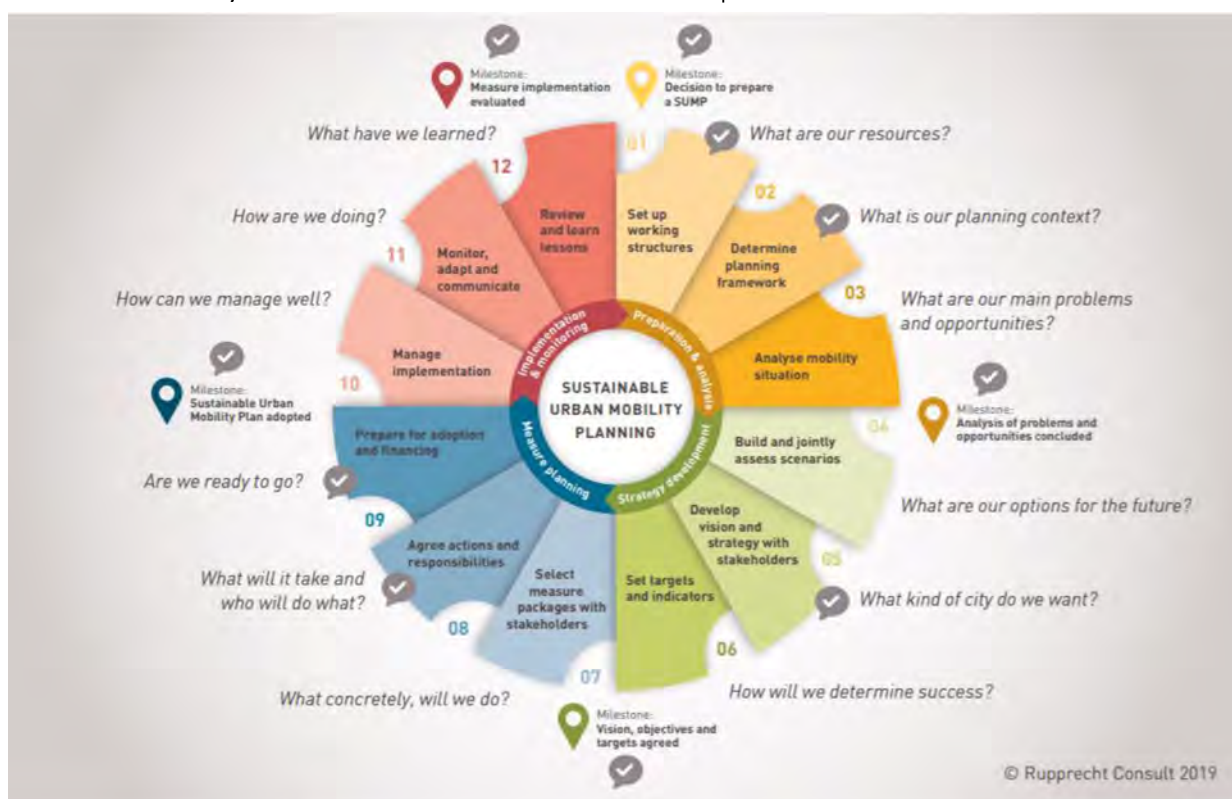 Milestone:
Measure implementation
evaluated
Milestone:
Decision to prepare
a SUMP
What have we learned?
What are our resources?
12
01
02
Review
and learn
lessons
Set up
working
structures
How are we doing?
What is our planning context?
11
Monitor,
adapt and
communicate
Determine
planning
framework
03
How can we manage well?
What are our main problems
and opportunities?
Manage
implementation
Analyse mobility
situation
10
Implementation
& monitoring
Preparation & analysis
SUSTAINABLE
URBAN MOBILITY
PLANNING
Measure planning
Strategy development
Milestone:
Sustainable Urban
Mobility Plan adopted
Milestone:
Analysis of problems and
opportunities concluded
04
Prepare for adoption
and financing
Build and jointly
assess scenarios
Are we ready to go?
What are our options for the future?
09
Agree actions and
responsibilities
Develop
vision and
strategy with
stakeholders
05
What will it take and
who will do what?
Select
measure
packages with
stakeholders
Set targets
and indicators
What kind of city do we want?
08
07
06
What concretely, will we do?
How will we determine success?
Milestone:
Vision, objectives and
targets agreed
© Rupprecht Consult 2019